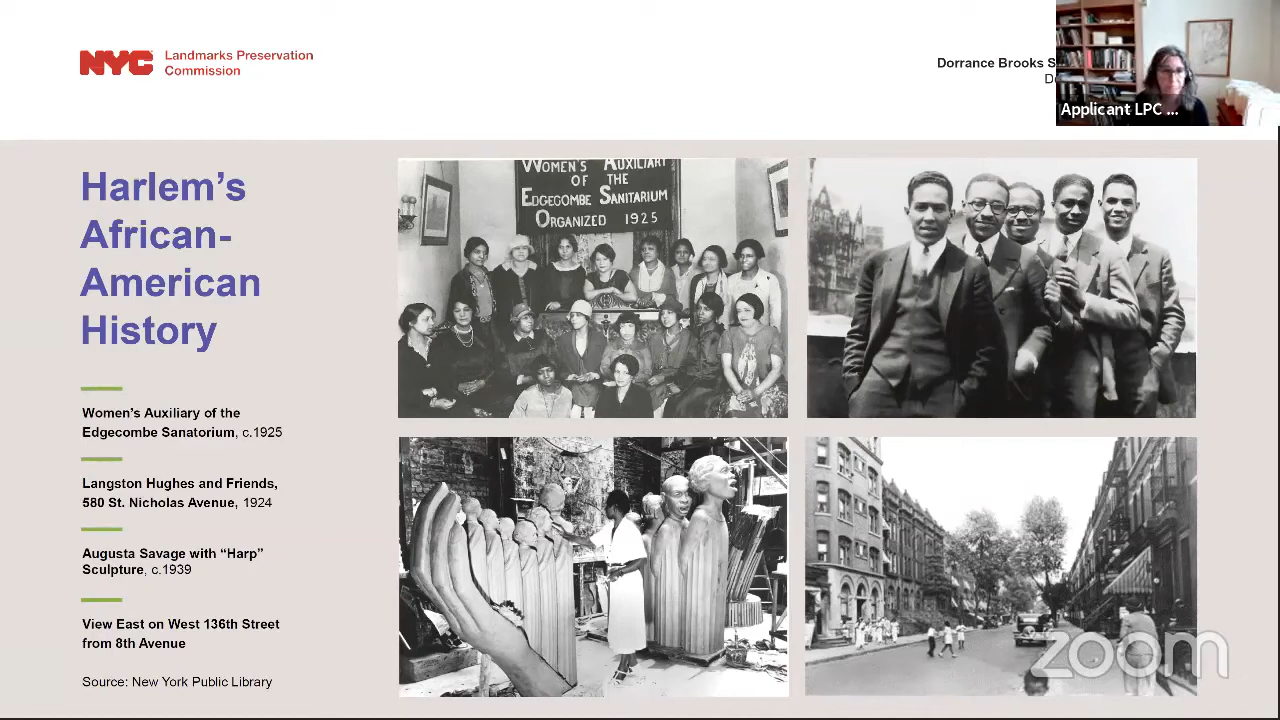 NYC Landmarks Preservation
Commission
Dorrance Brooks S
Applicant LPC ...
Harlem's
African-
American
History
Women's Auxiliary of the
Edgecombe Sanatorium, c.1925
Langston Hughes and Friends,
580 St. Nicholas Avenue, 1924
Augusta Savage with “Harp”
Sculpture, c.1939
View East on West 136th Street
from 8th Avenue
Source: New York Public Library
WOMEN'S AUXILIARY
OF THE
EDGECOMBE SANITARIUM
ORGANIZED 1925
zoom